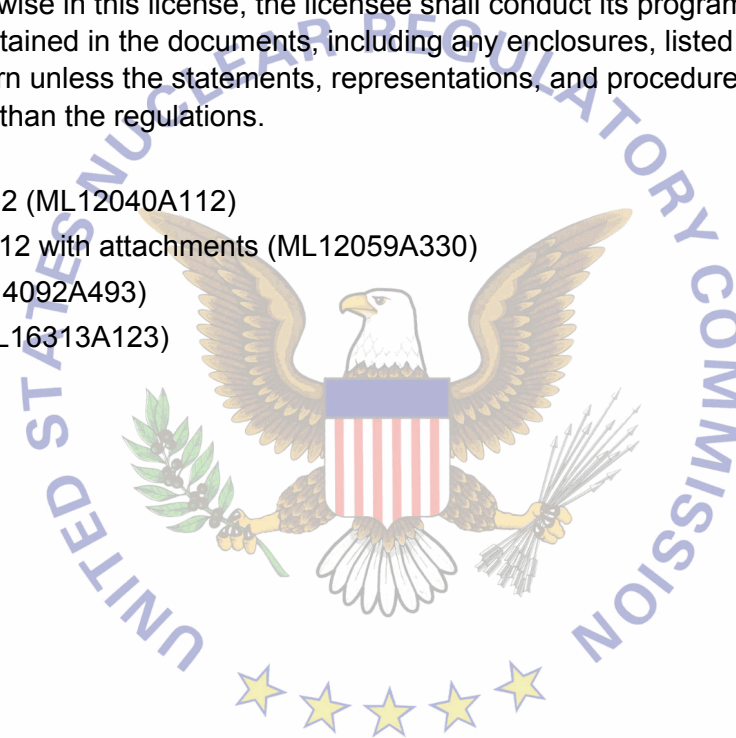 wise in this license, the licensee shall conduct its program
tained in the documents, including any enclosures, listed
rn unless the statements, representations, and procedure
than the regulations.
2 (ML12040A112)
12 with attachments (ML12059A330)
4092A493)
L16313A123)
UNITED STATES NUCLEAR REGULATORY COMMISSION